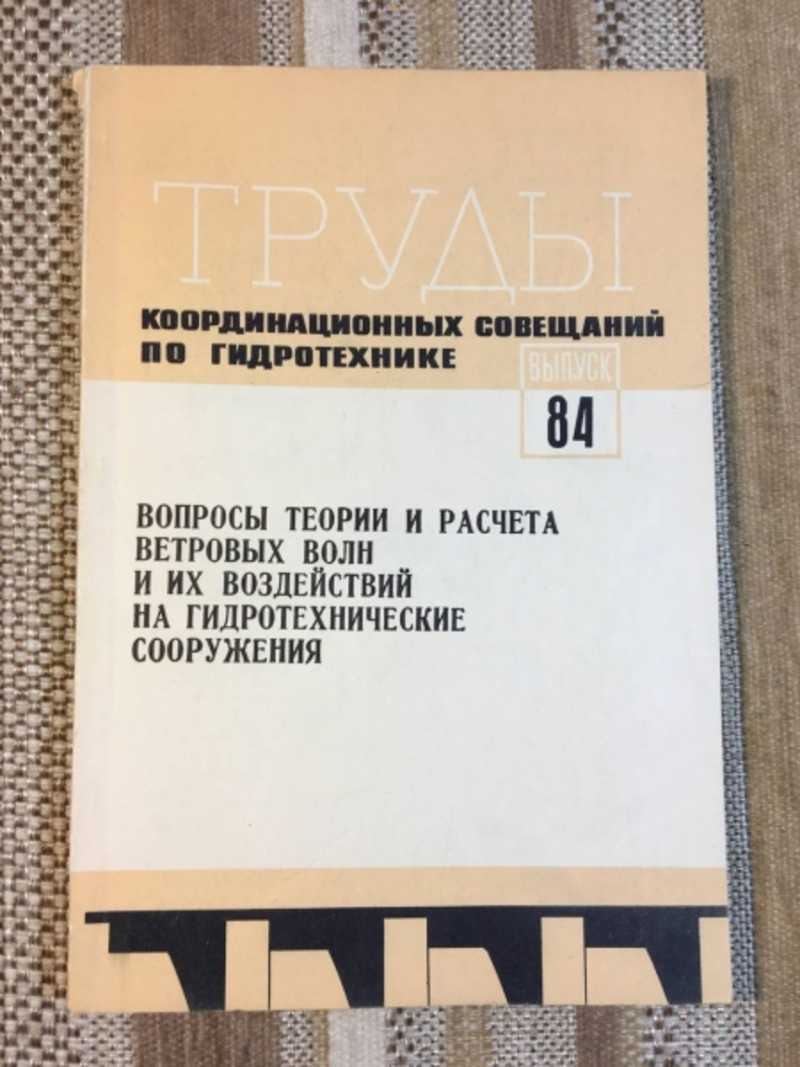 ТРУДЫ
КООРДИНАЦИОННЫХ СОВЕЩАНИЙ
ПО ГИДРОТЕХНИКЕ
ВЫПУСК
84
ВОПРОСЫ ТЕОРИИ И РАСЧЕТА
ВЕТРОВЫХ ВОЛН
И ИХ ВОЗДЕЙСТВИЙ
НА ГИДРОТЕХНИЧЕСКИЕ
СООРУЖЕНИЯ